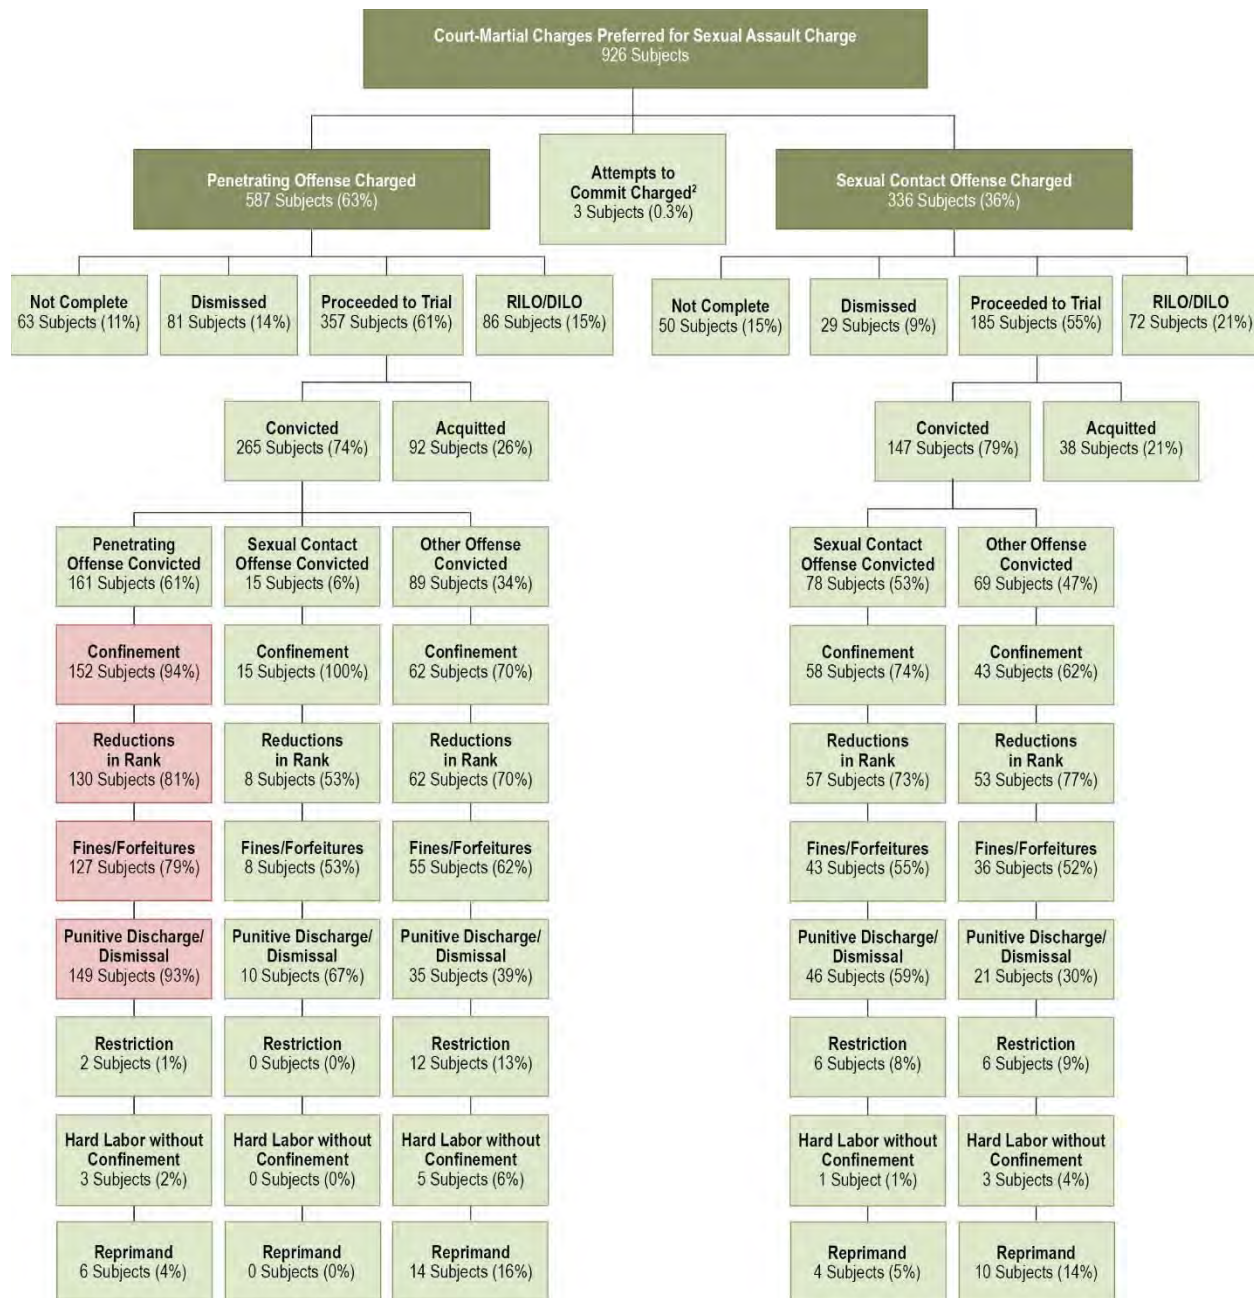 Court-Martial Charges Preferred for Sexual Assault Charge
926 Subjects
Penetrating Offense Charged
587 Subjects (63%)
Attempts to
Commit Charged²
3 Subjects (0.3%)
Sexual Contact Offense Charged
336 Subjects (36%)
Not Complete
63 Subjects (11%)
Dismissed
81 Subjects (14%)
Proceeded to Trial
357 Subjects (61%)
RILO/DILO
86 Subjects (15%)
Not Complete
50 Subjects (15%)
Dismissed
29 Subjects (9%)
Proceeded to Trial
185 Subjects (55%)
RILO/DILO
72 Subjects (21%)
Convicted
265 Subjects (74%)
Acquitted
92 Subjects (26%)
Convicted
147 Subjects (79%)
Acquitted
38 Subjects (21%)
Penetrating
Offense Convicted
161 Subjects (61%)
Sexual Contact
Offense Convicted
15 Subjects (6%)
Other Offense
Convicted
89 Subjects (34%)
Sexual Contact
Offense Convicted
78 Subjects (53%)
Other Offense
Convicted
69 Subjects (47%)
Confinement
152 Subjects (94%)
Confinement
15 Subjects (100%)
Confinement
62 Subjects (70%)
Confinement
58 Subjects (74%)
Confinement
43 Subjects (62%)
Reductions
in Rank
130 Subjects (81%)
Reductions
in Rank
8 Subjects (53%)
Reductions
in Rank
62 Subjects (70%)
Reductions
in Rank
57 Subjects (73%)
Reductions
in Rank
53 Subjects (77%)
Fines/Forfeitures
127 Subjects (79%)
Fines/Forfeitures
8 Subjects (53%)
Fines/Forfeitures
55 Subjects (62%)
Fines/Forfeitures
43 Subjects (55%)
Fines/Forfeitures
36 Subjects (52%)
Punitive Discharge/
Dismissal
149 Subjects (93%)
Punitive Discharge/
Dismissal
10 Subjects (67%)
Punitive Discharge/
Dismissal
35 Subjects (39%)
Punitive Discharge/
Dismissal
46 Subjects (59%)
Punitive Discharge/
Dismissal
21 Subjects (30%)
Restriction
2 Subjects (1%)
Restriction
0 Subjects (0%)
Restriction
12 Subjects (13%)
Restriction
6 Subjects (8%)
Restriction
6 Subjects (9%)
Hard Labor without
Confinement
3 Subjects (2%)
Hard Labor without
Confinement
0 Subjects (0%)
Hard Labor without
Confinement
5 Subjects (6%)
Hard Labor without
Confinement
1 Subject (1%)
Hard Labor without
Confinement
3 Subjects (4%)
Reprimand
6 Subjects (4%)
Reprimand
0 Subjects (0%)
Reprimand
14 Subjects (16%)
Reprimand
4 Subjects (5%)
Reprimand
10 Subjects (14%)